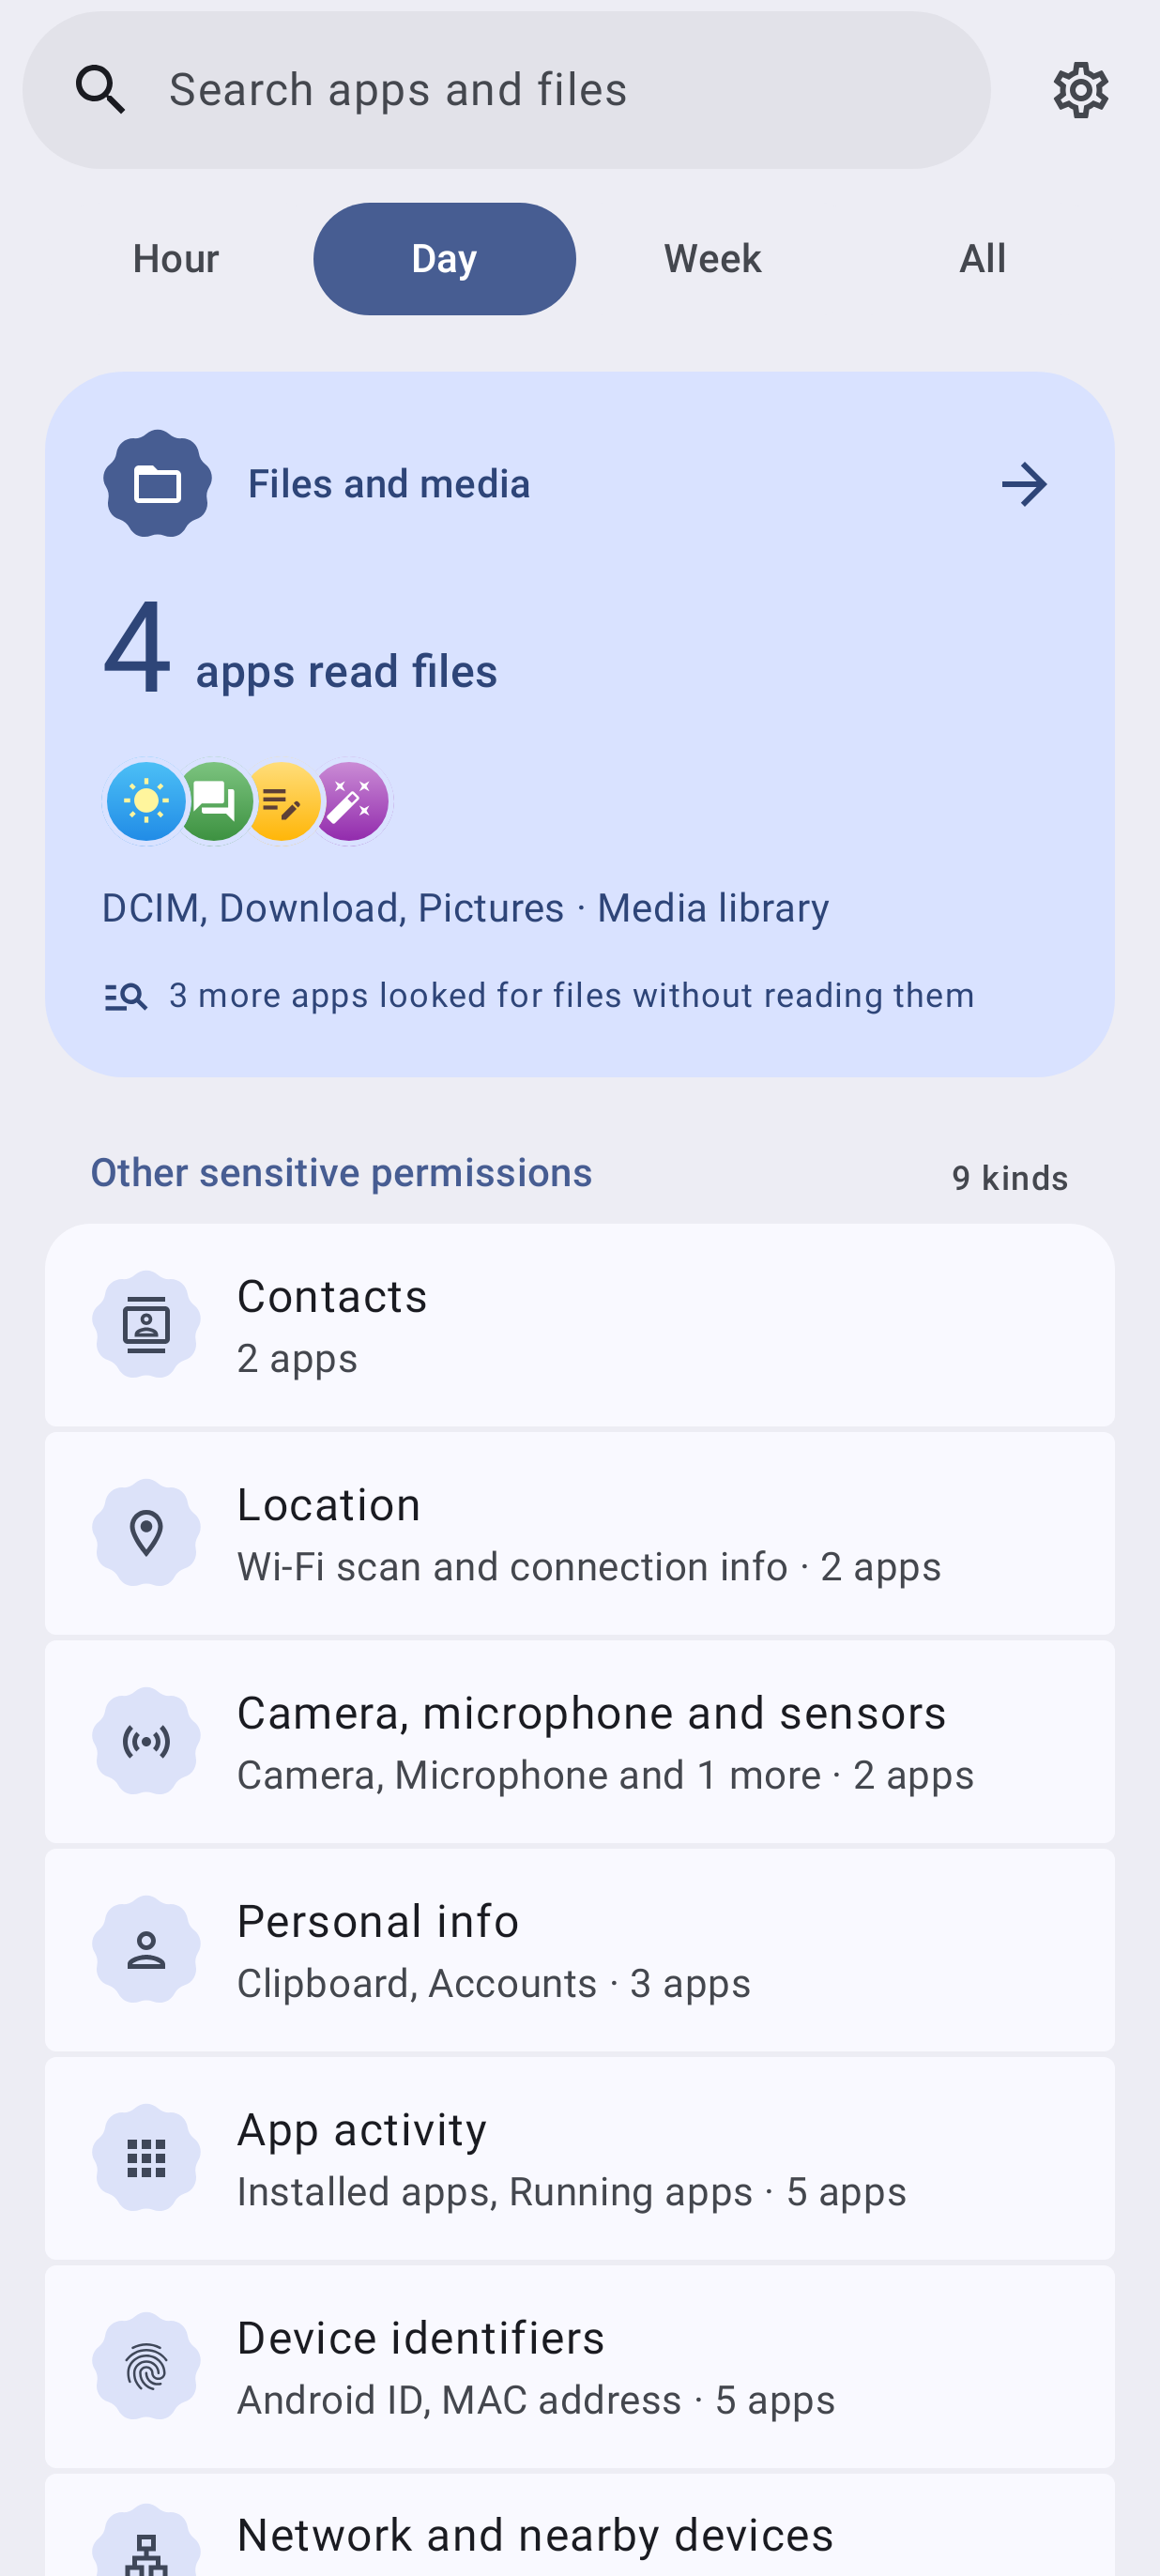 Search apps and files
Hour
Day
Week
All
Files and media
4 apps read files
DCIM, Download, Pictures · Media library
3 more apps looked for files without reading them
Other sensitive permissions
9 kinds
Contacts
2 apps
Location
Wi-Fi scan and connection info · 2 apps
Camera, microphone and sensors
Camera, Microphone and 1 more · 2 apps
Personal info
Clipboard, Accounts · 3 apps
App activity
Installed apps, Running apps · 5 apps
Device identifiers
Android ID, MAC address · 5 apps
Network and nearby devices